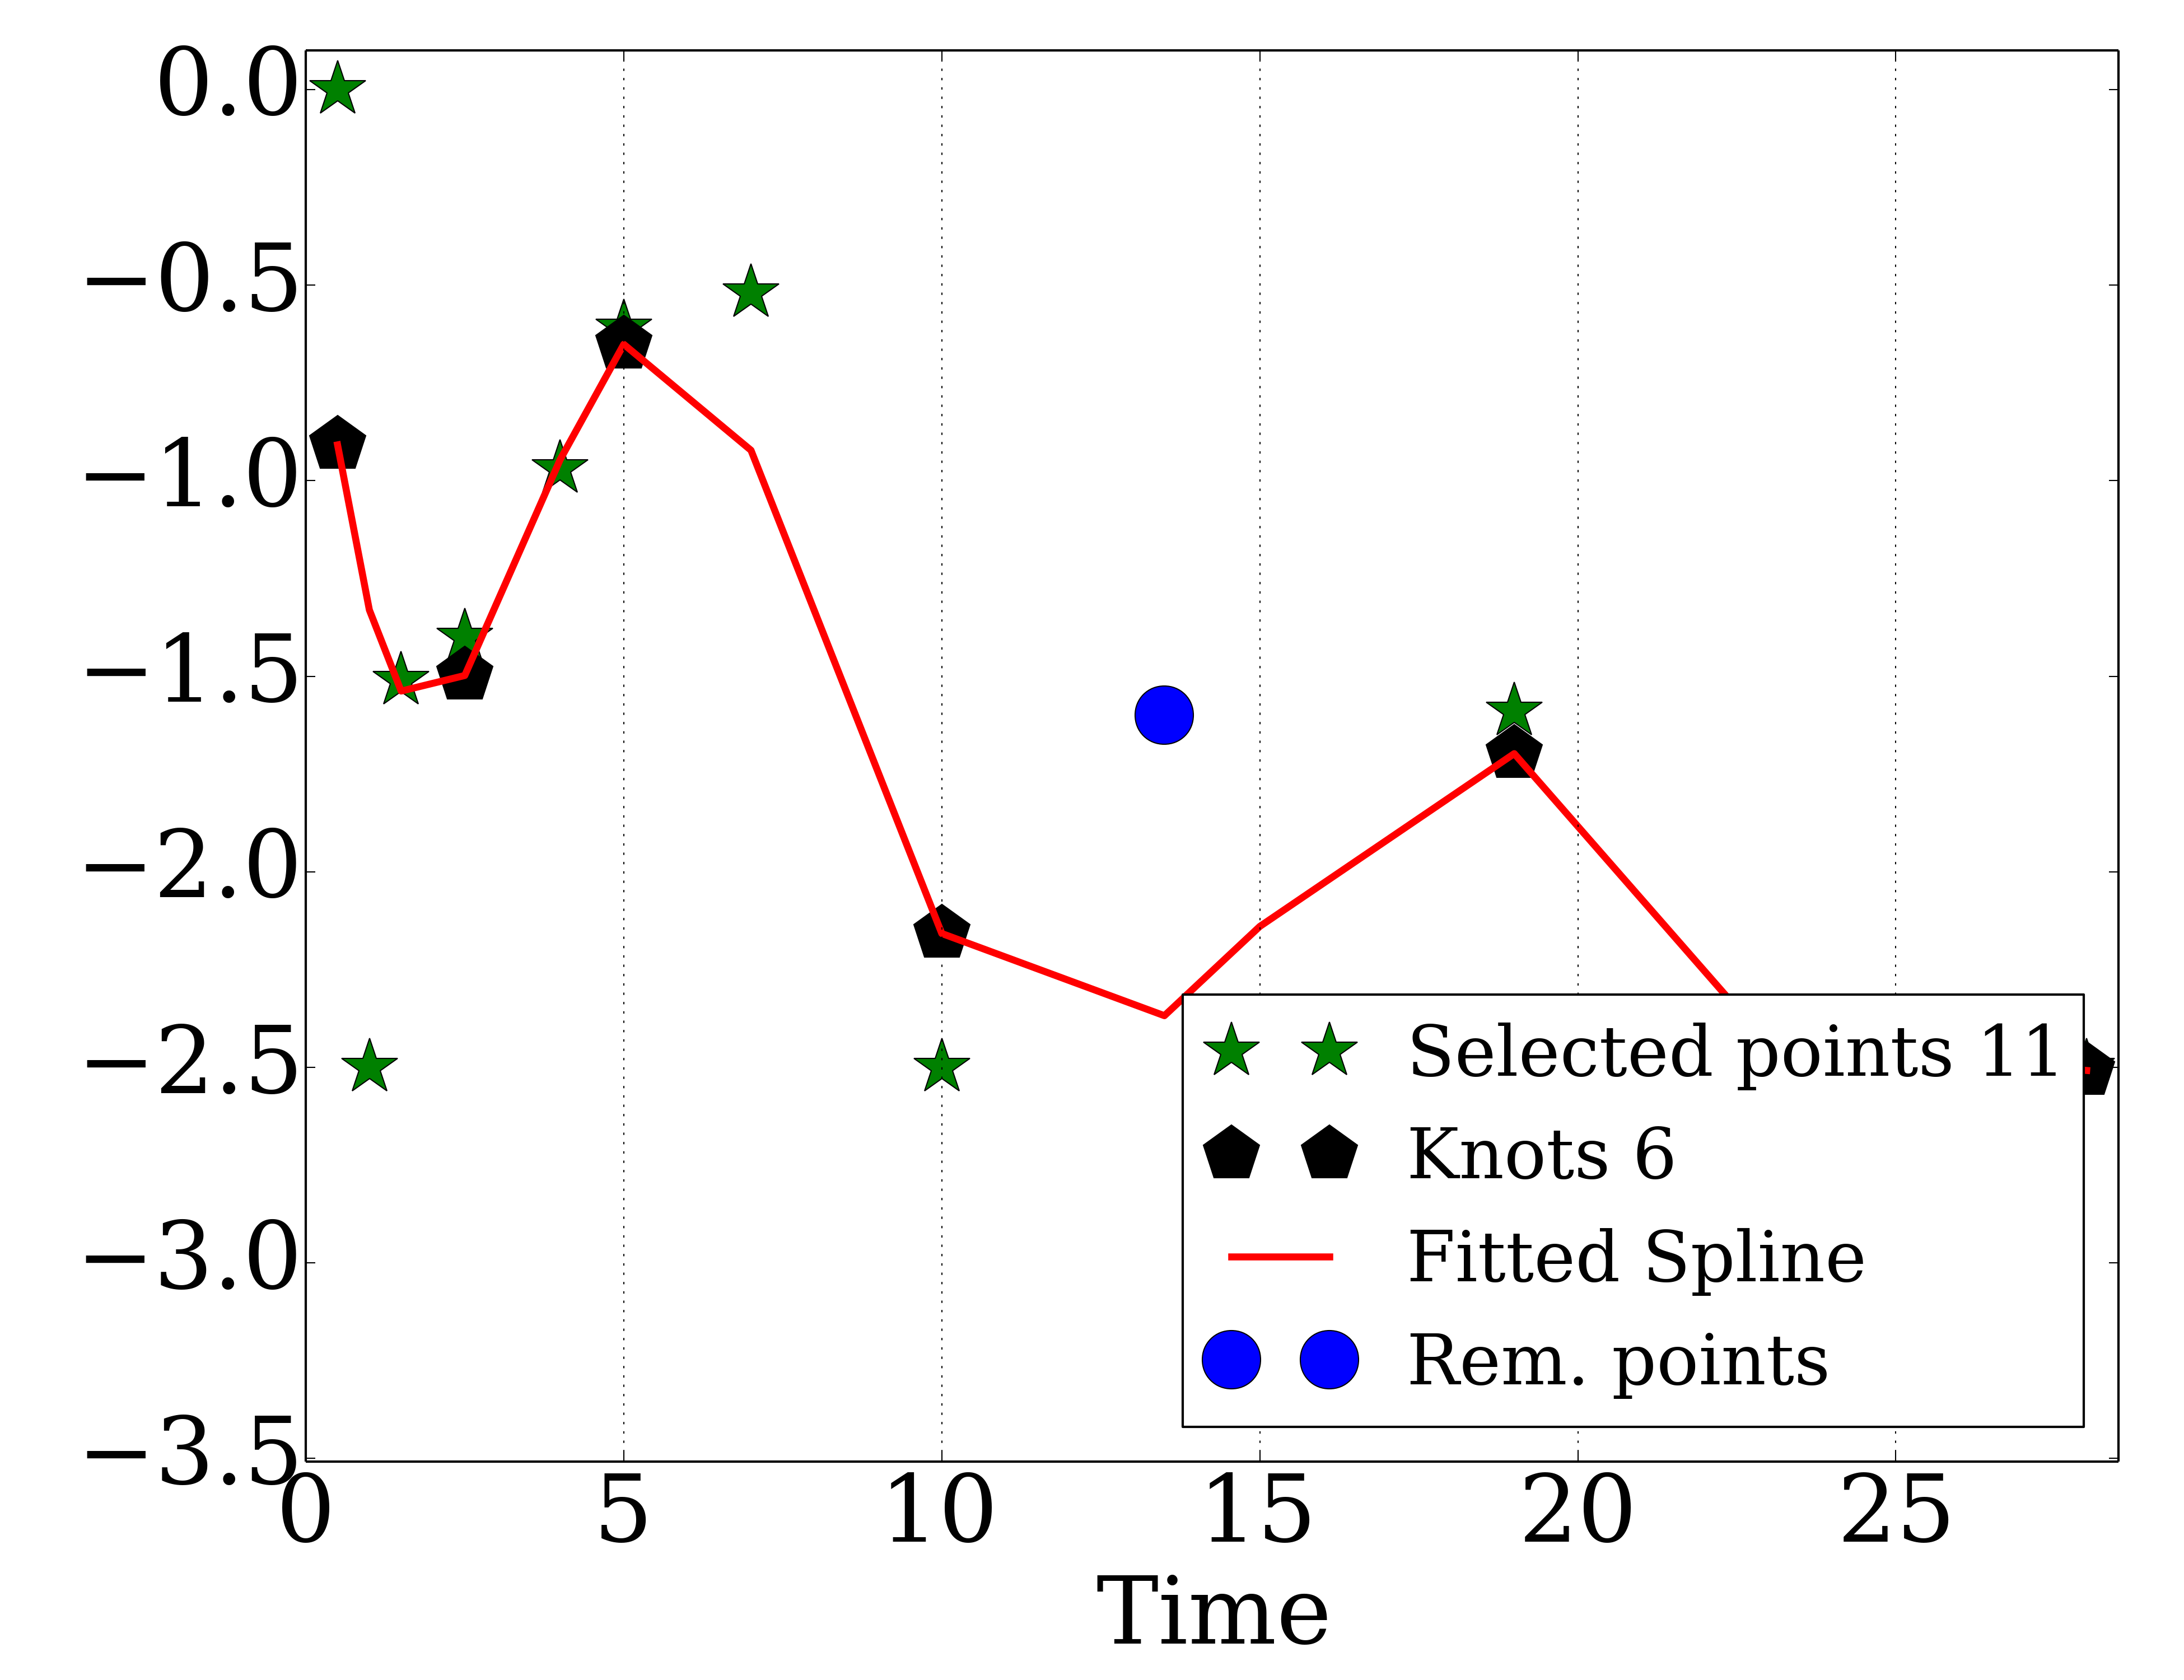 0.0
−0.5
−1.0
−1.5
−2.0
−2.5
−3.0
−3.5
0 5 10 15 20 25
Time
Selected points 11
Knots 6
Fitted Spline
Rem. points